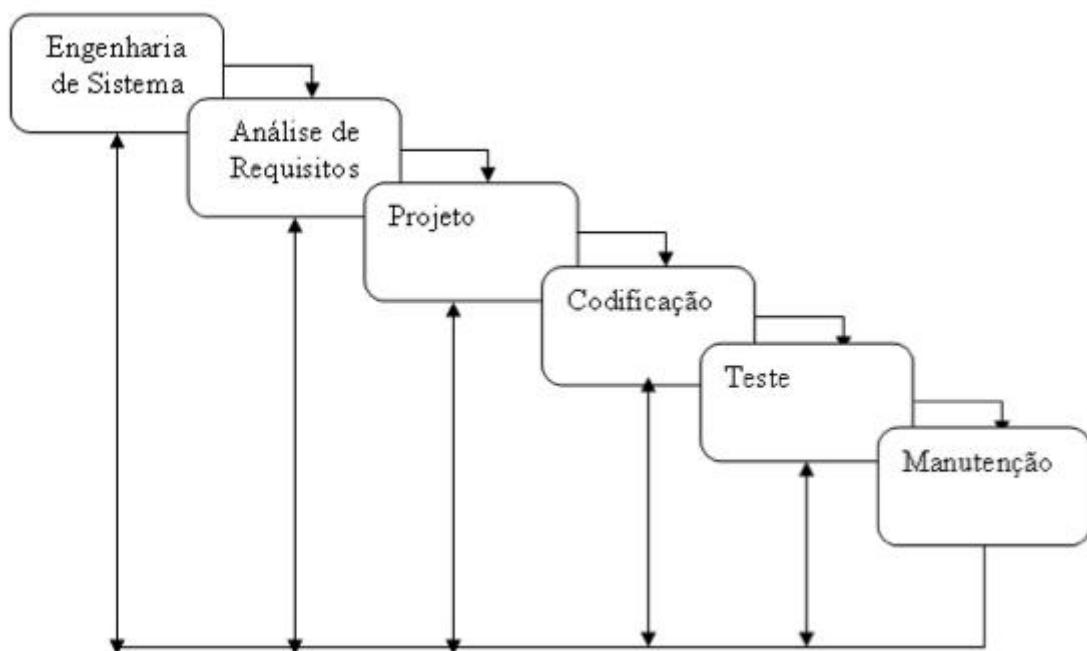 Engenharia
de Sistema
Análise de
Requisitos
Projeto
Codificação
Teste
Manutenção